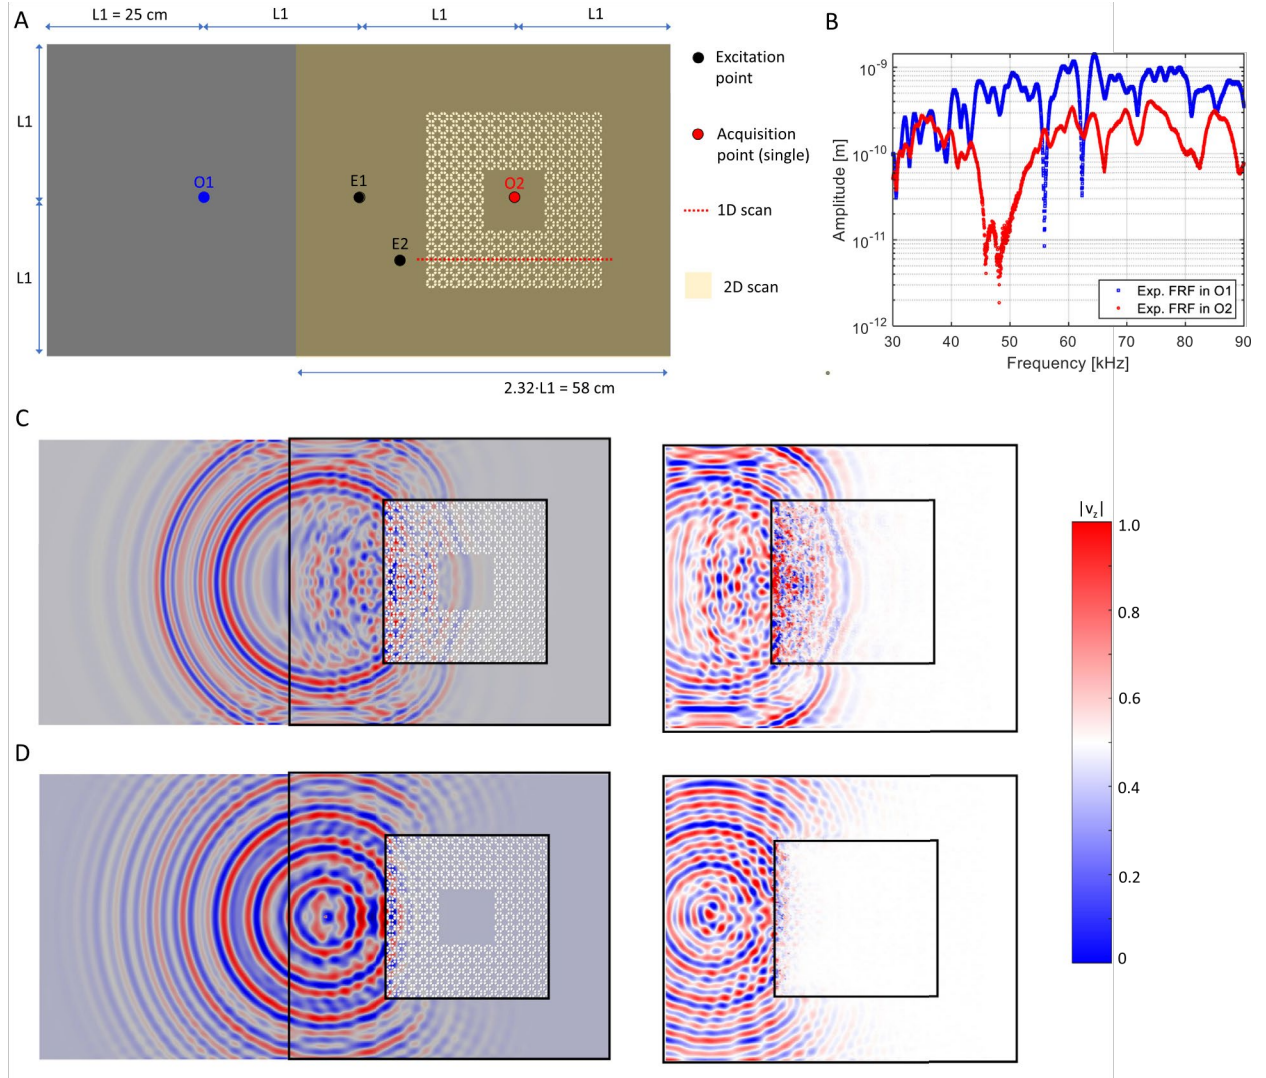 A
L1 = 25 cm
L1
L1
L1
L1
L1
O1
E1
O2
E2
2.32·L1 = 58 cm
Excitation
point
Acquisition
point (single)
1D scan
2D scan
B
Amplitude [m]
10-9
10-10
10-11
10-12
30
40
50
60
70
80
90
Frequency [kHz]
Exp. FRF in O1
Exp. FRF in O2
C
|vz|
1.0
0.8
0.6
0.4
0.2
0
D